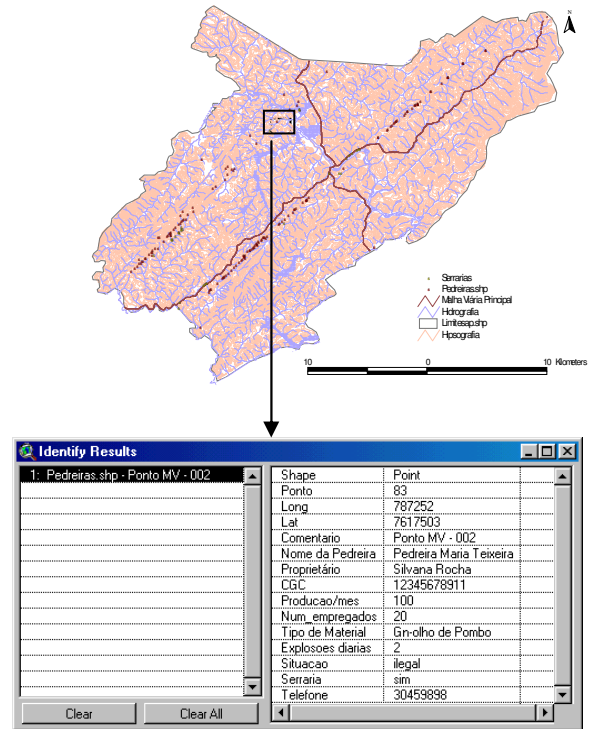 N
Serrarias
Pedreiras.shp
Malha Viária Principal
Hidrografia
Limitesap.shp
Hipsografia
10 0 10 Kilometers
Identify Results
1: Pedreiras.shp - Ponto MV - 002
Shape Point
Ponto 83
Long 787252
Lat 7617503
Comentario Ponto MV - 002
Nome da Pedreira Pedreira Maria Teixeira
Proprietário Silvana Rocha
CGC 12345678911
Producao/mes 100
Num_empregados 20
Tipo de Material Gn-olho de Pombo
Explosoes diarias 2
Situacao ilegal
Serraria sim
Telefone 30459898
Clear Clear All